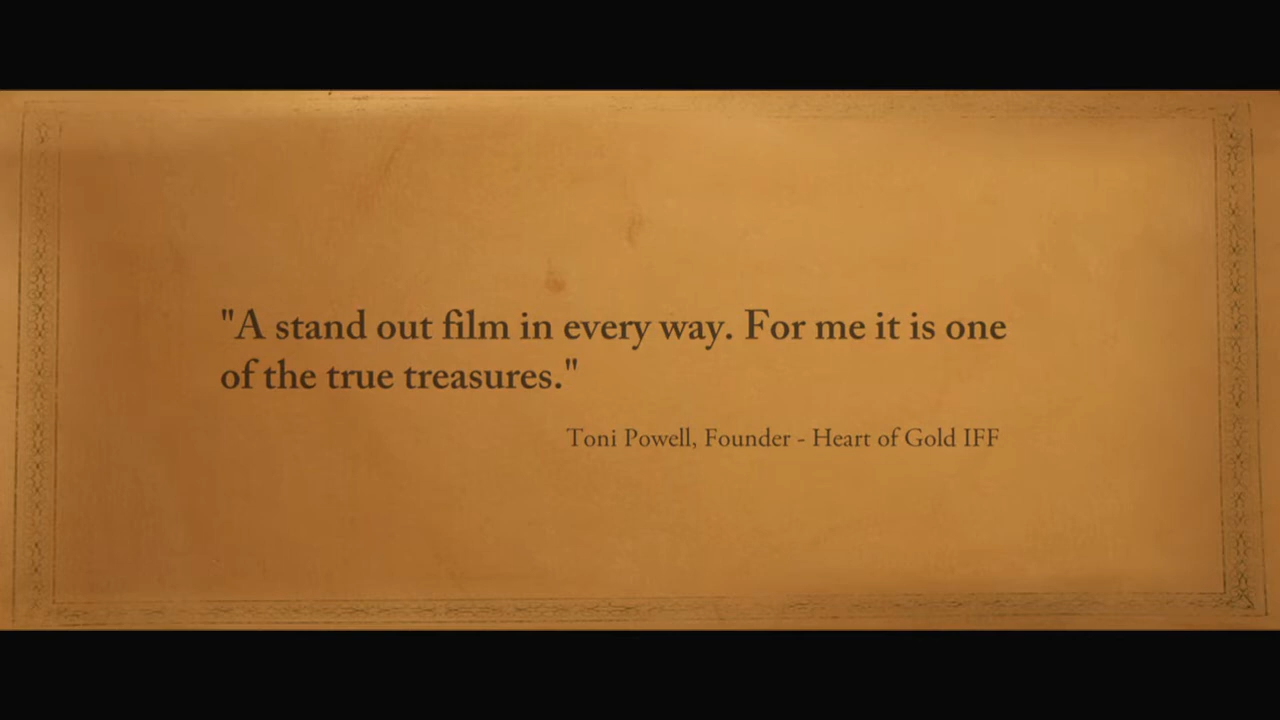 "A stand out film in every way. For me it is one
of the true treasures."
Toni Powell, Founder - Heart of Gold IFF